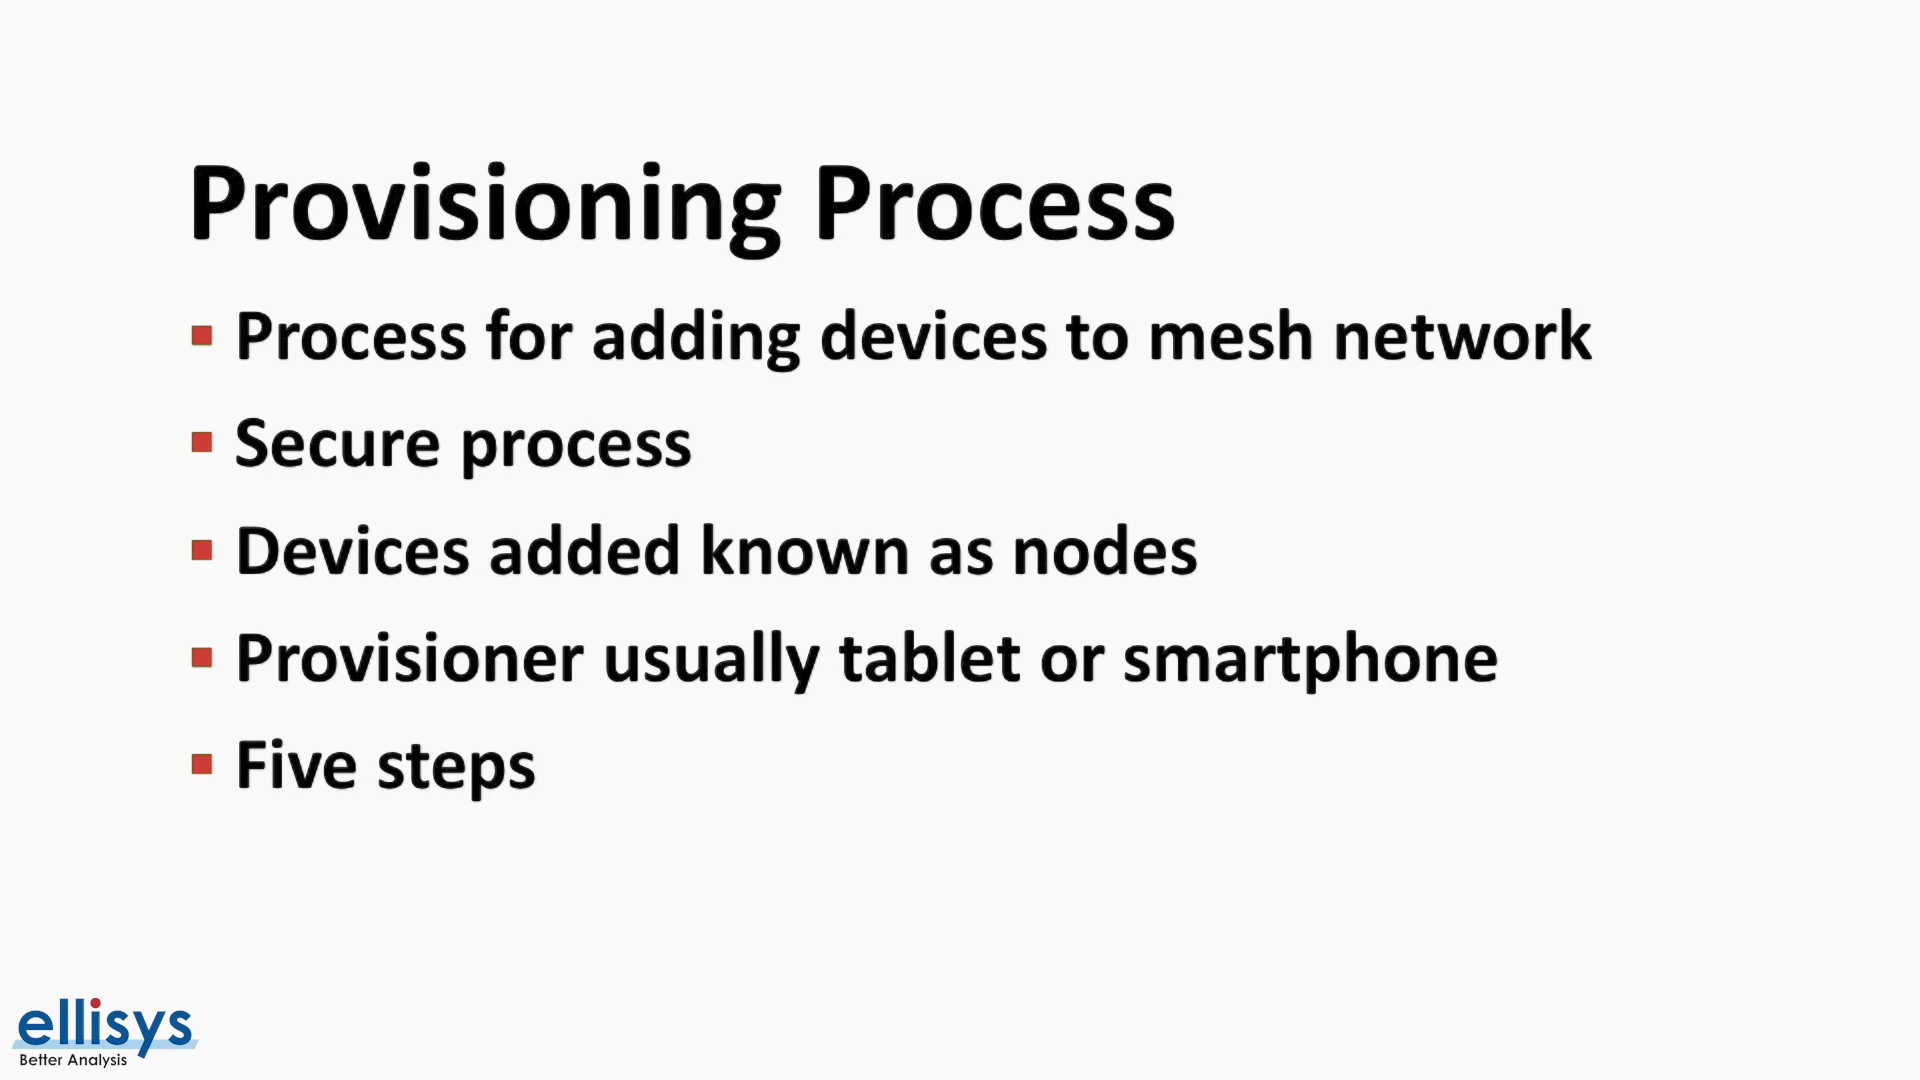 Provisioning Process
Process for adding devices to mesh network
Secure process
Devices added known as nodes
Provisioner usually tablet or smartphone
Five steps
ellisys
Better Analysis